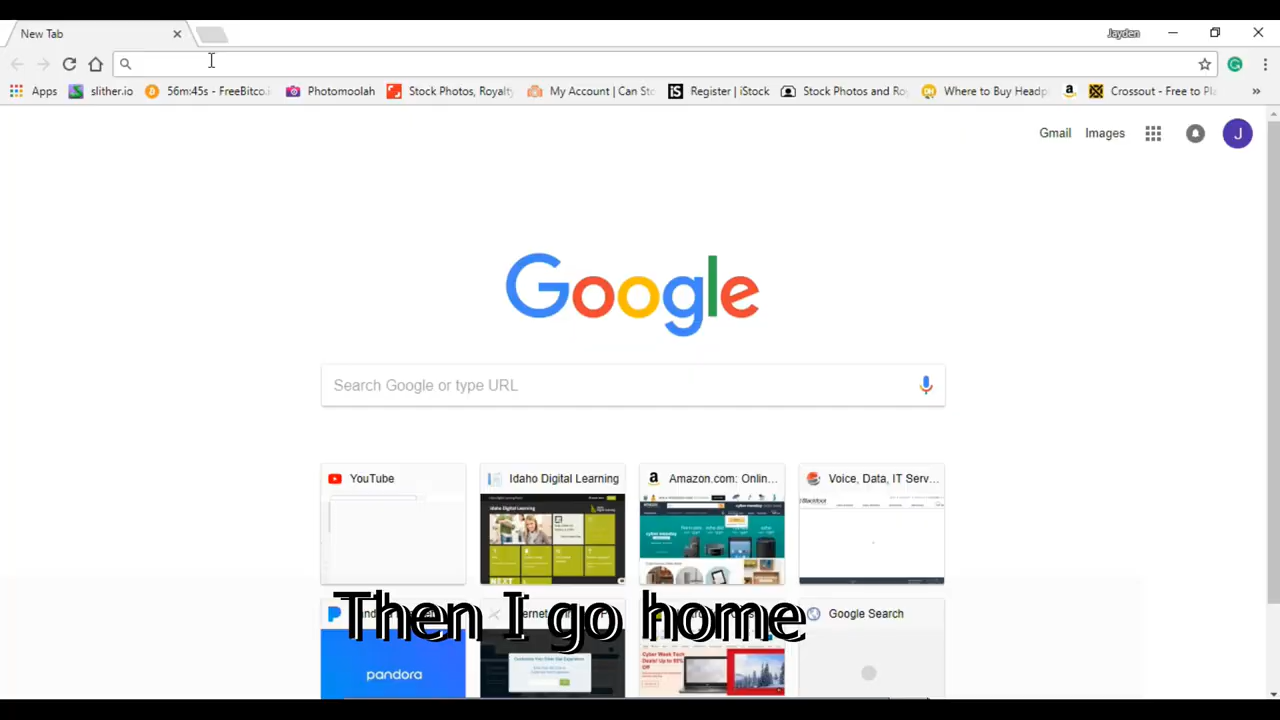 New Tab
Jayden
Apps slither.io 56m:45s - FreeBitco.i Photomoolah Stock Photos, Royalty My Account | Can Sto Register | iStock Stock Photos and Ro Where to Buy Headp Crossout - Free to Pla
Gmail Images J
Google
Search Google or type URL
YouTube Idaho Digital Learning Amazon.com: Onlin... Voice, Data, IT Serv...
Then I go home
Google Search
pandora